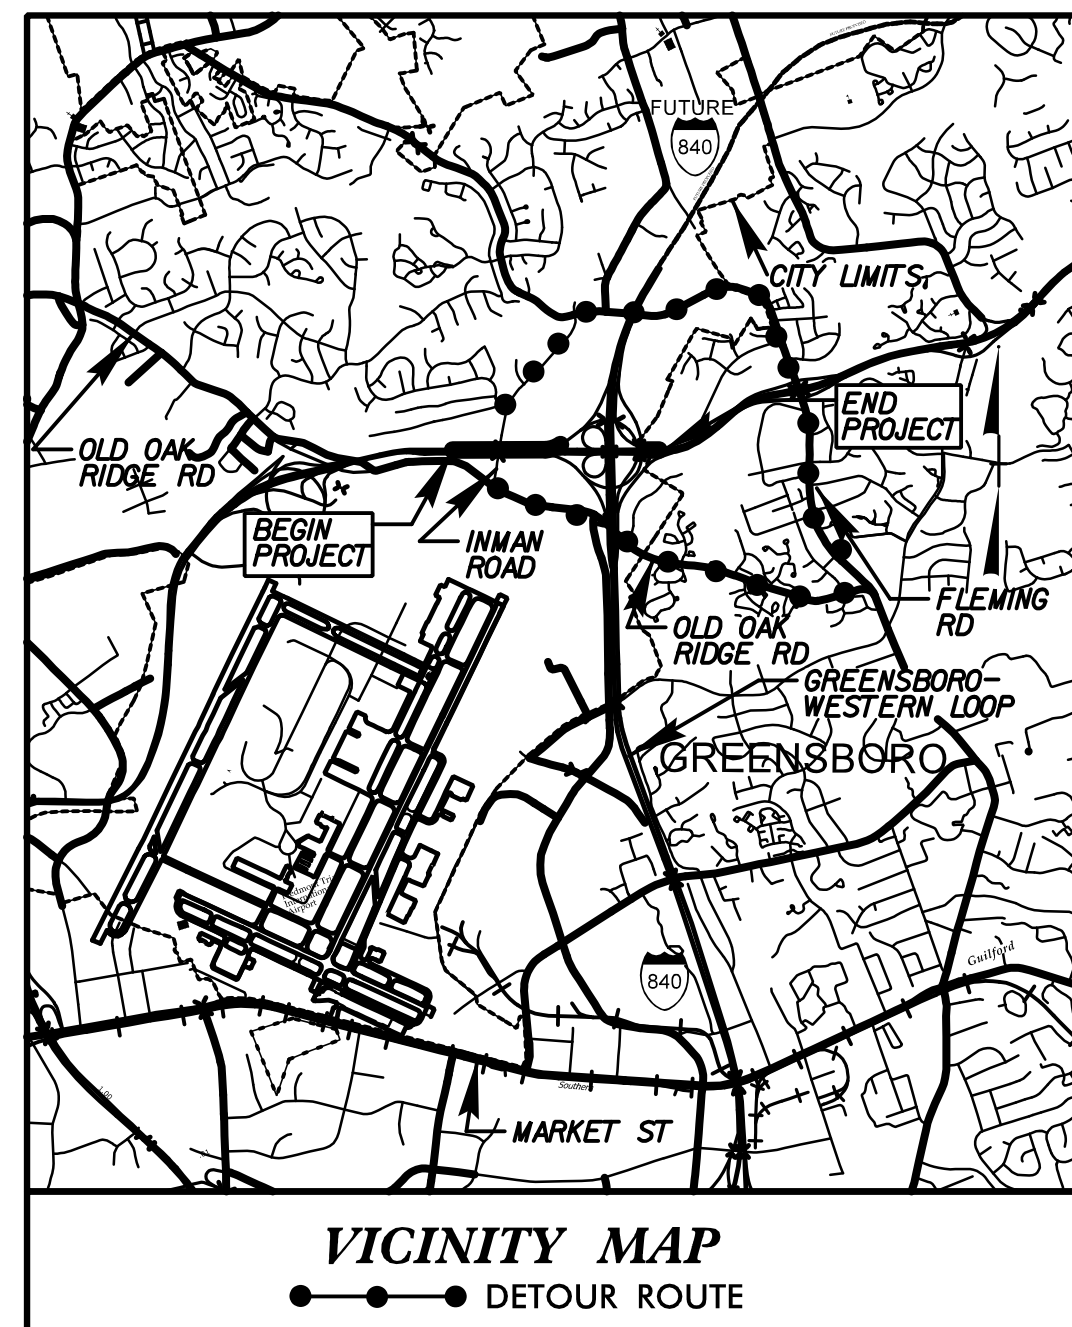 FUTURE
840
CITY LIMITS
END
PROJECT
OLD OAK
RIDGE RD
BEGIN
PROJECT
INMAN
ROAD
FLEMING
RD
OLD OAK
RIDGE RD
GREENSBORO-
WESTERN LOOP
GREENSBORO
Airport
840
Guilford
MARKET ST
VICINITY MAP
DETOUR ROUTE